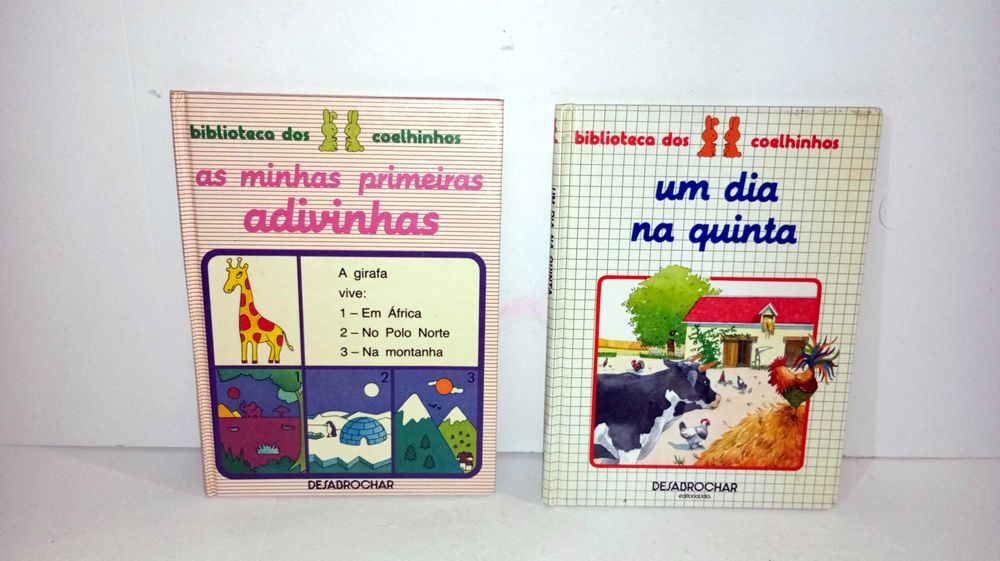 biblioteca dos coelhinhos
as minhas primeiras
adivinhas
A girafa
vive:
1 – Em África
2 – No Polo Norte
3 – Na montanha
1 2 3
DESABROCHAR
biblioteca dos coelhinhos
um dia
na quinta
DESABROCHAR
editorial, lda.
UM DIA NA QUINTA